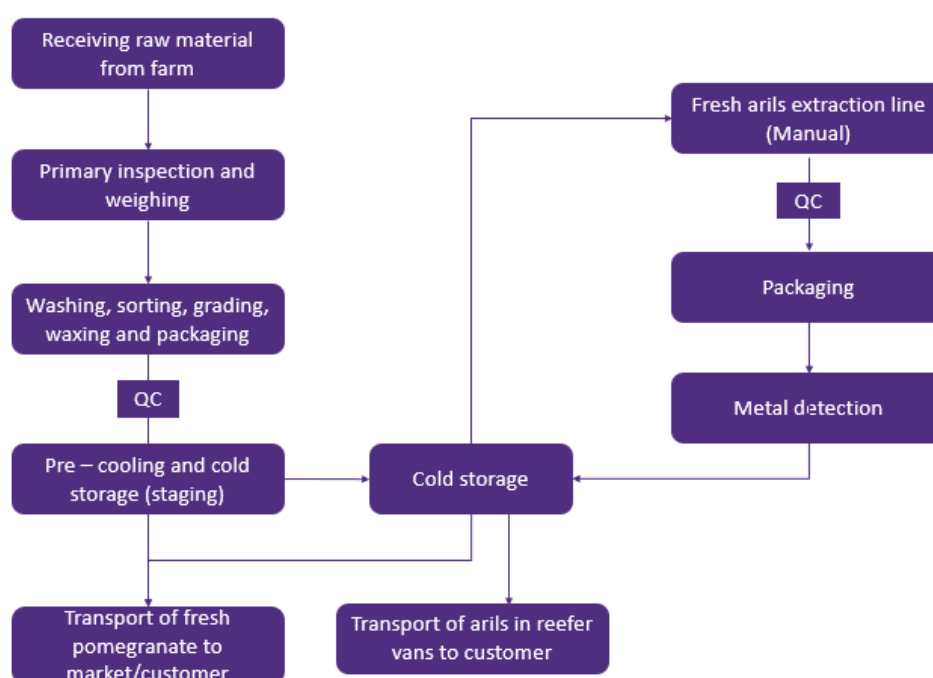 Receiving raw material
from farm
Primary inspection and
weighing
Washing, sorting, grading,
waxing and packaging
QC
Pre – cooling and cold
storage (staging)
Transport of fresh
pomegranate to
market/customer
Cold storage
Transport of arils in reefer
vans to customer
Fresh arils extraction line
(Manual)
QC
Packaging
Metal detection